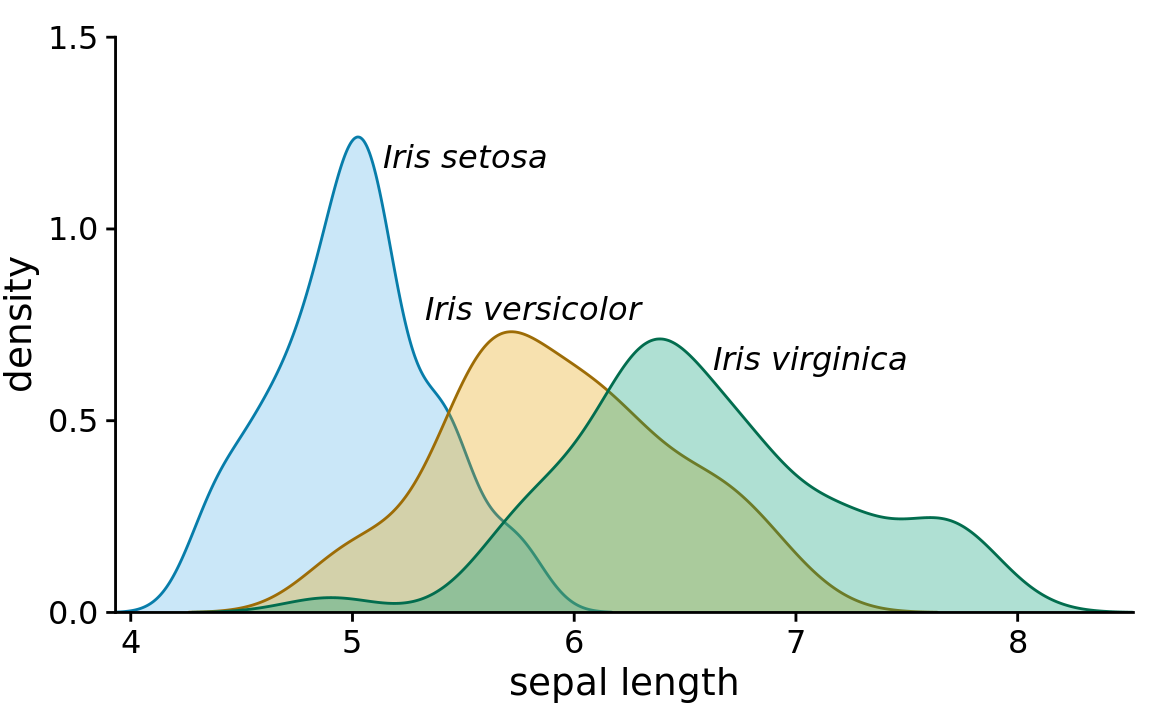 1.5
Iris setosa
1.0
Iris versicolor
Iris virginica
density
0.5
0.0
4 5 6 7 8
sepal length